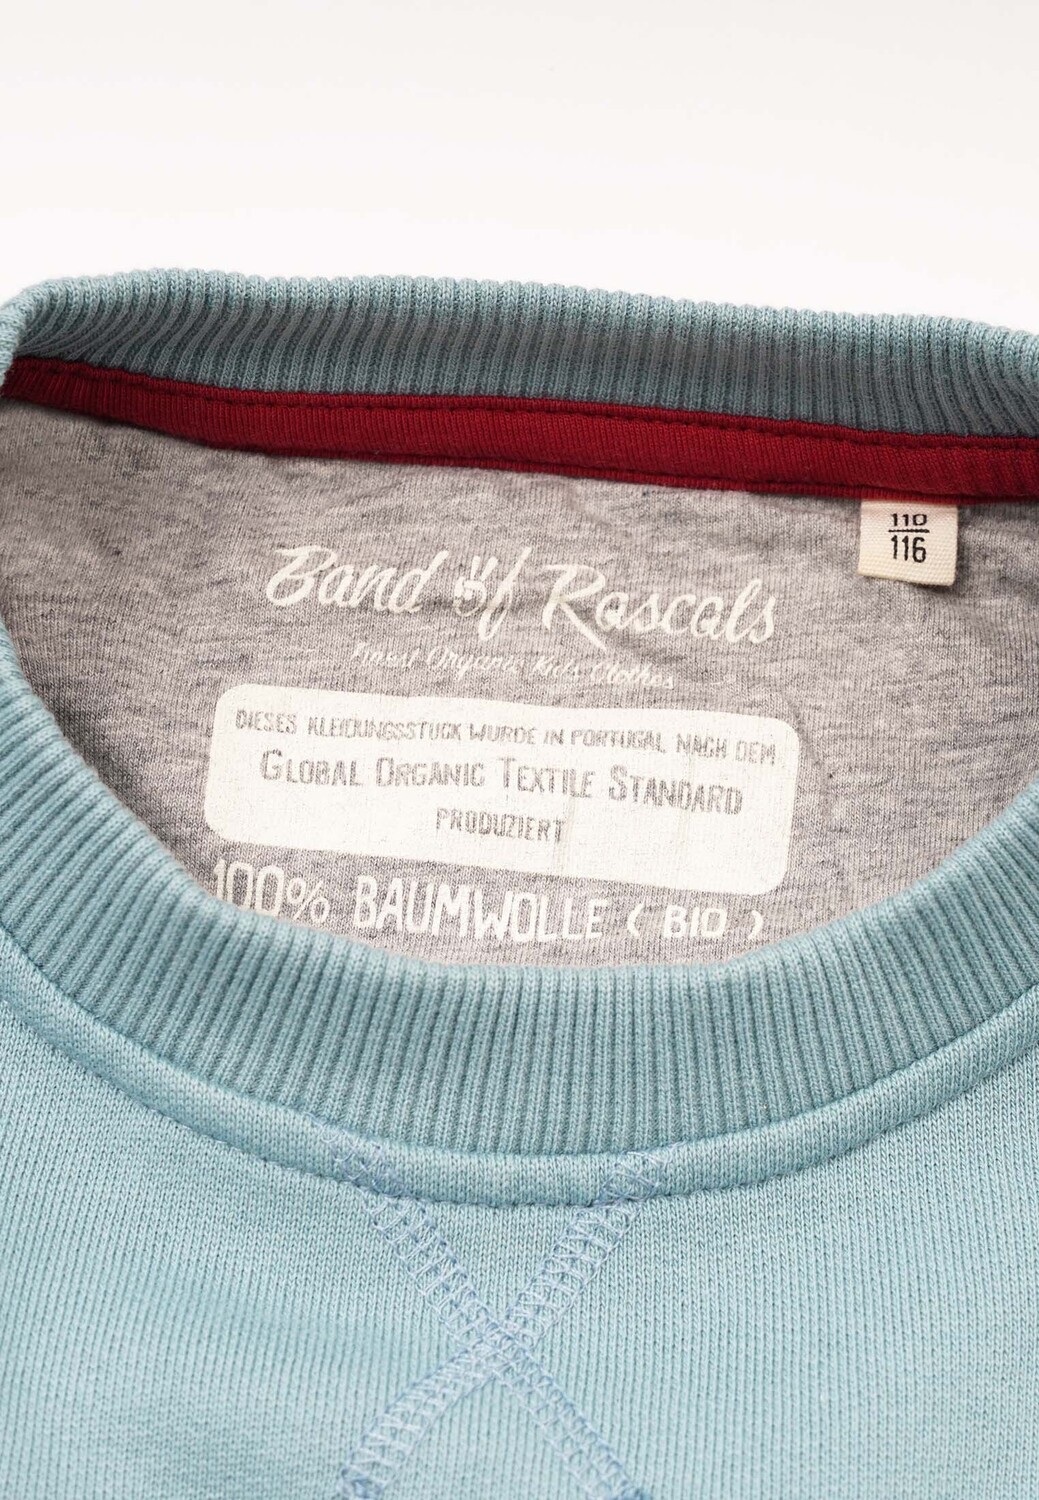 Band of Rascals
Finest Organic Kids Clothes
110
116
DIESES KLEIDUNGSSTÜCK WURDE IN PORTUGAL NACH DEM
GLOBAL ORGANIC TEXTILE STANDARD
PRODUZIERT
100% BAUMWOLLE ( BIO )